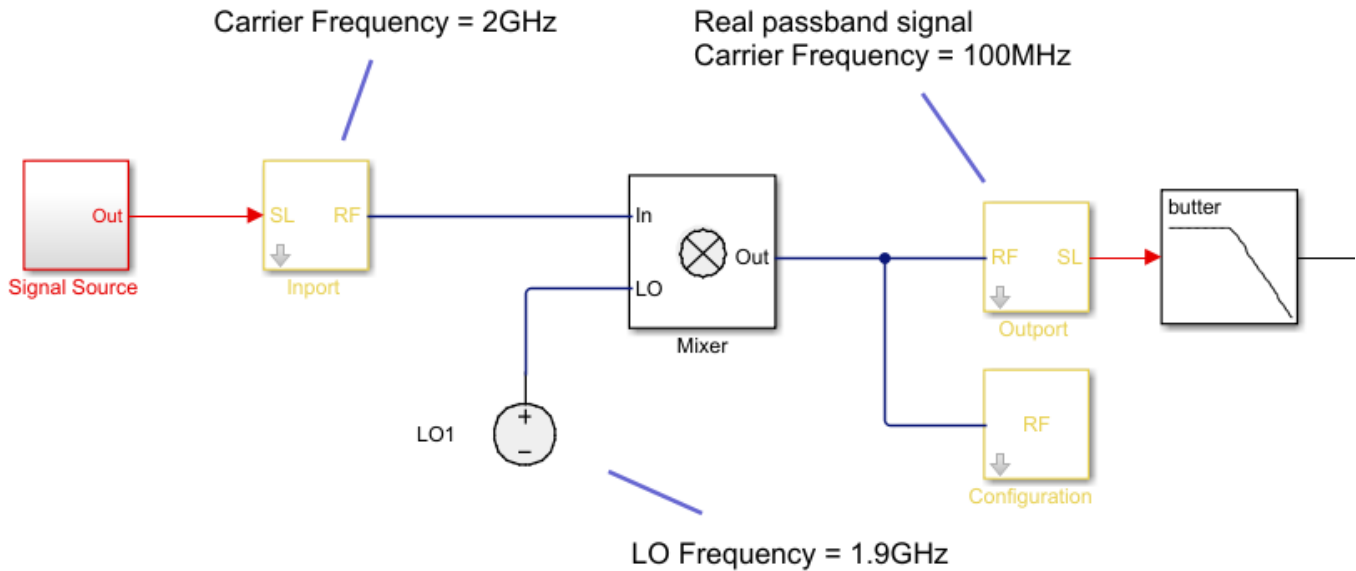 Carrier Frequency = 2GHz
Real passband signal
Carrier Frequency = 100MHz
Out
Signal Source
SL RF
Inport
In
LO
Out
Mixer
RF SL
Outport
butter
LO1
+
−
RF
Configuration
LO Frequency = 1.9GHz